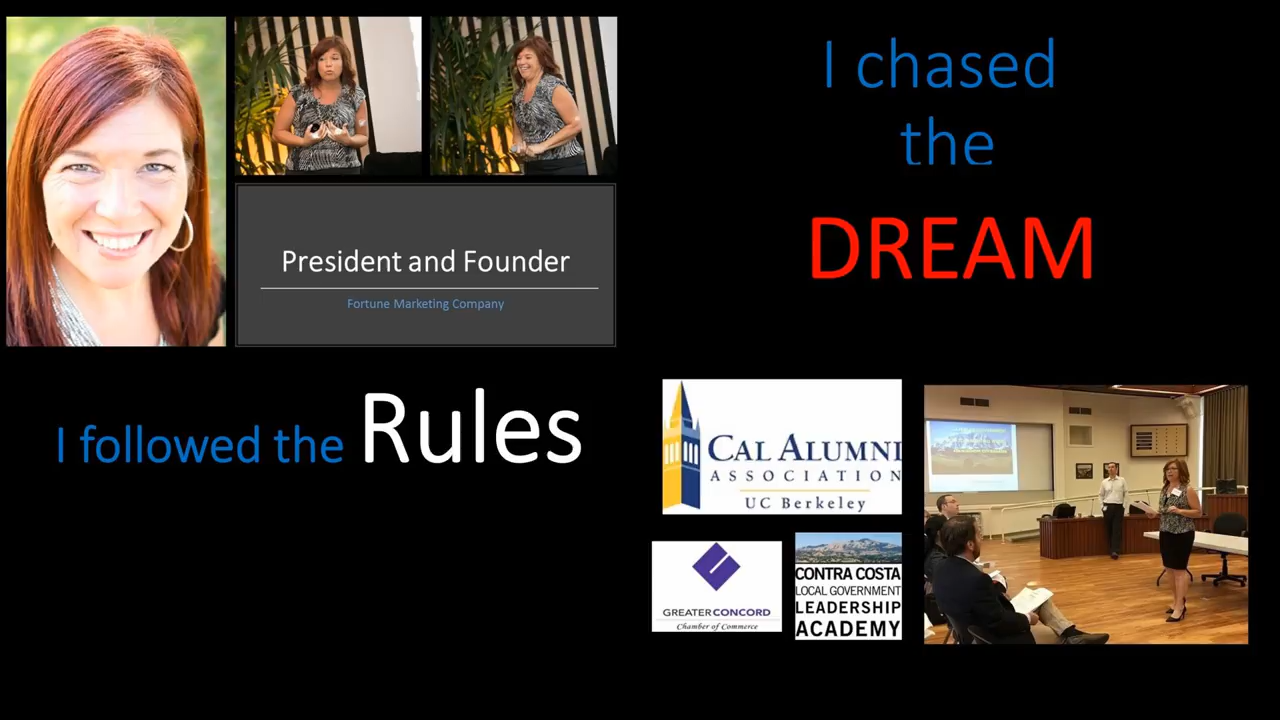 I chased
the
DREAM
President and Founder
Fortune Marketing Company
I followed the Rules
CAL ALUMNI
ASSOCIATION
UC Berkeley
GREATER CONCORD
Chamber of Commerce
CONTRA COSTA
LOCAL GOVERNMENT
LEADERSHIP
ACADEMY